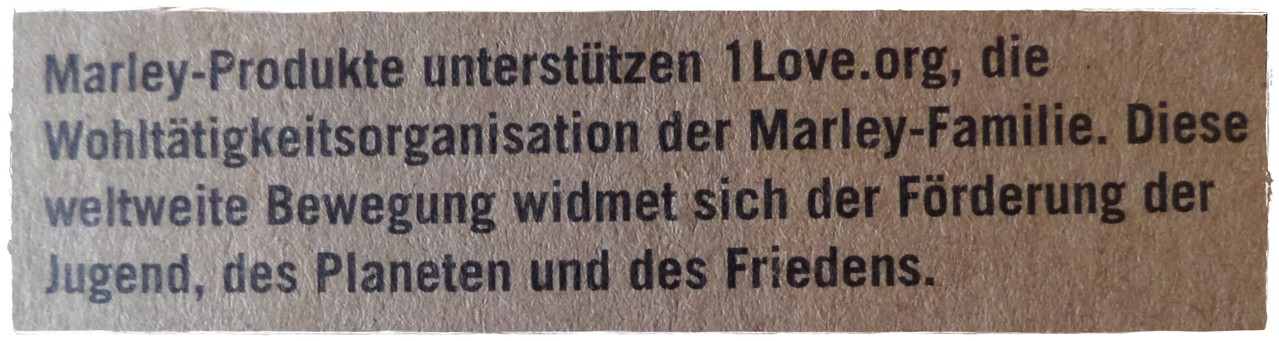 Marley-Produkte unterstützen 1Love.org, die
Wohltätigkeitsorganisation der Marley-Familie. Diese
weltweite Bewegung widmet sich der Förderung der
Jugend, des Planeten und des Friedens.